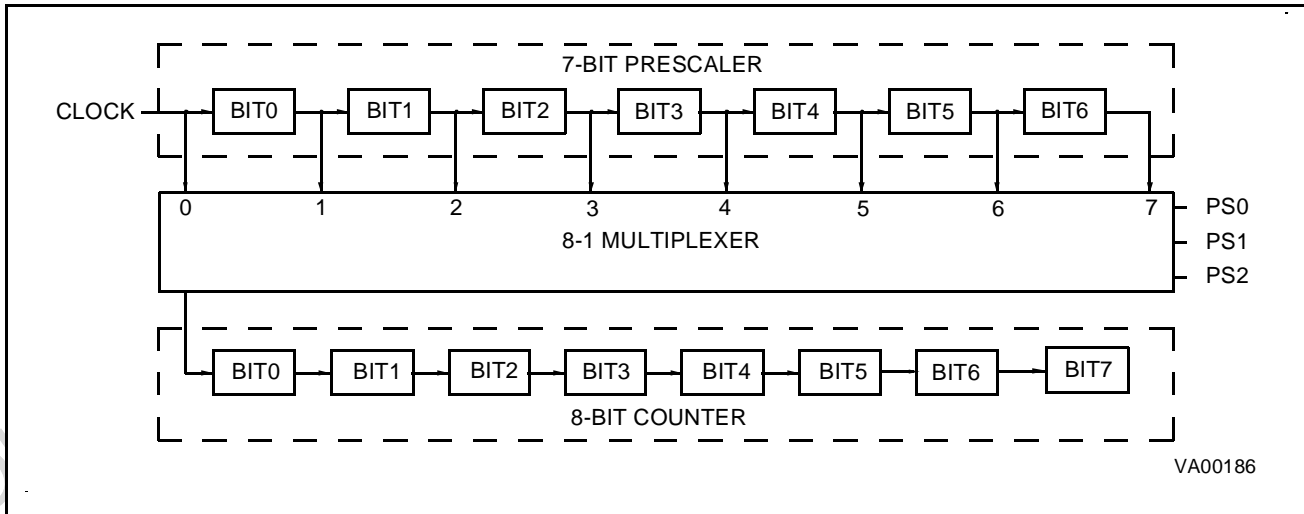 7-BIT PRESCALER
CLOCK BIT0 BIT1 BIT2 BIT3 BIT4 BIT5 BIT6
0 1 2 3 4 5 6 7 PS0
8-1 MULTIPLEXER PS1
PS2
BIT0 BIT1 BIT2 BIT3 BIT4 BIT5 BIT6 BIT7
8-BIT COUNTER
VA00186